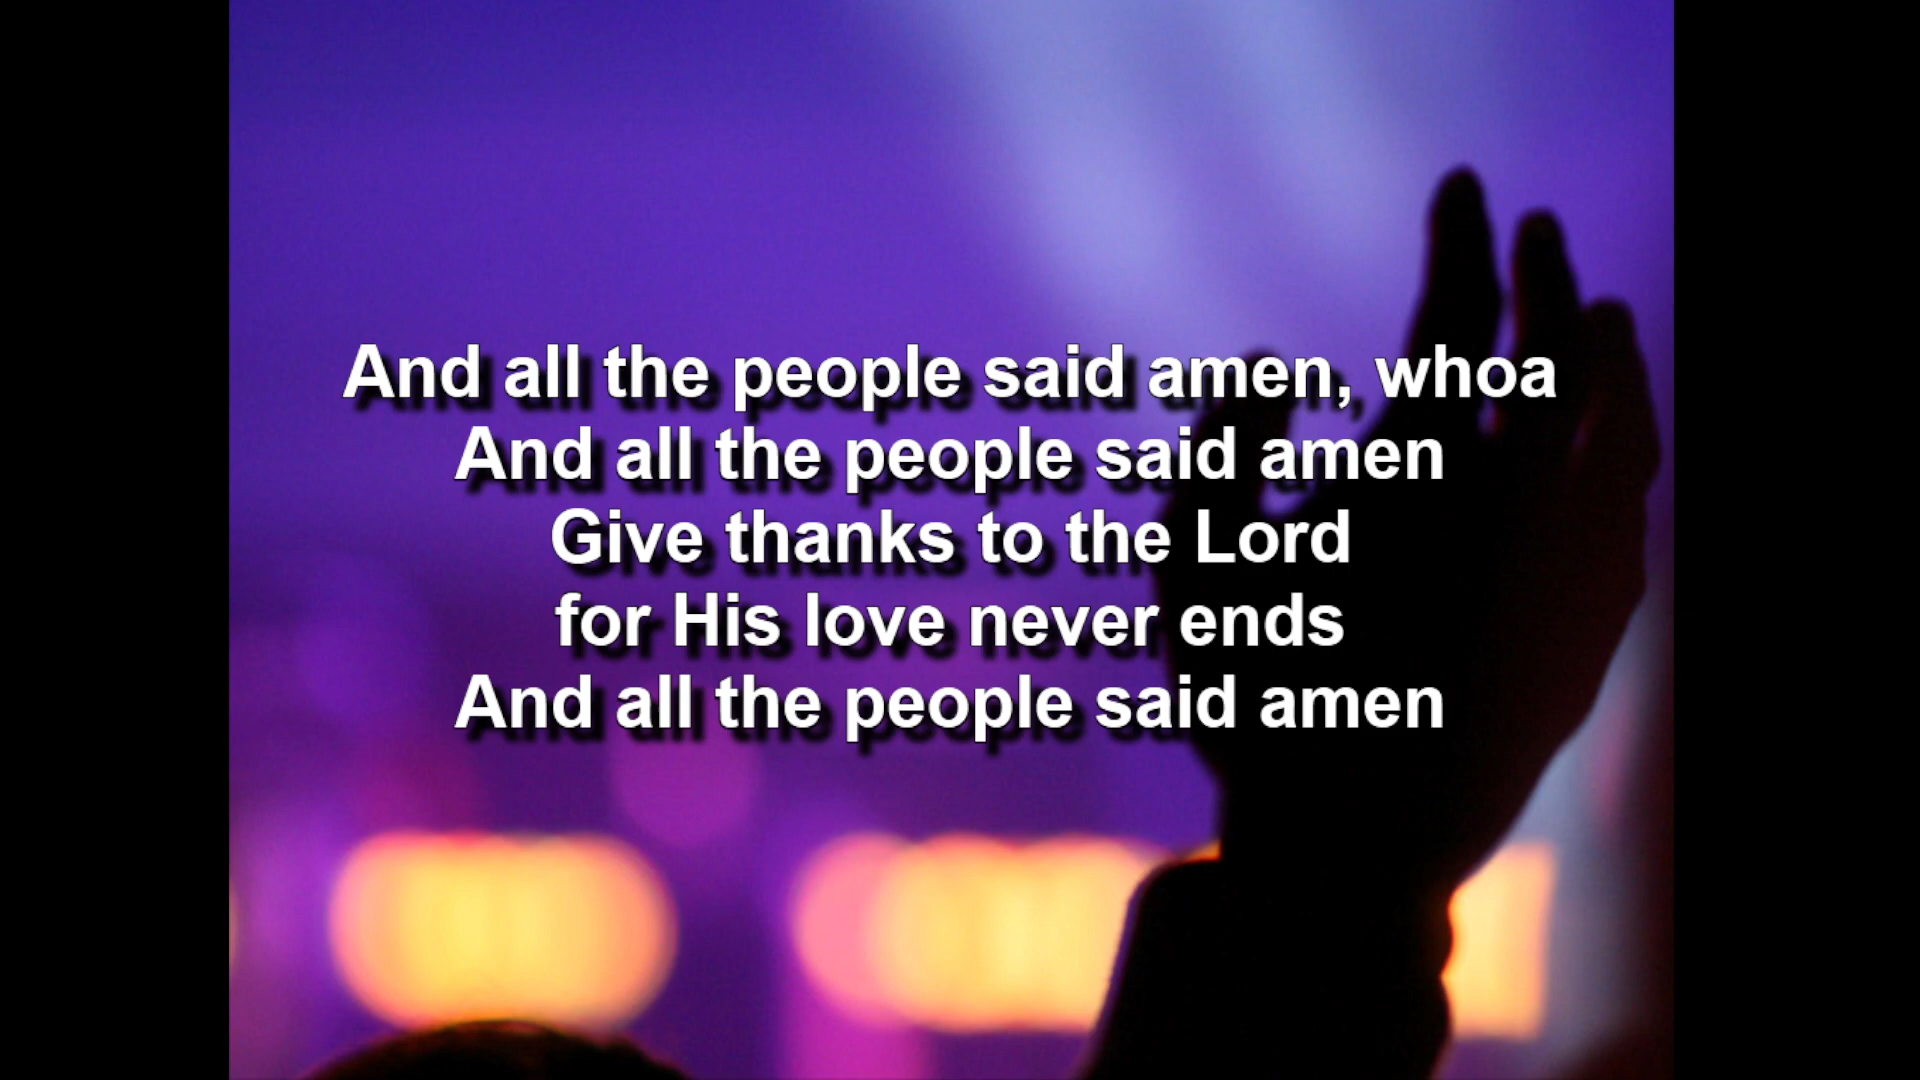 And all the people said amen, whoa
And all the people said amen
Give thanks to the Lord
for His love never ends
And all the people said amen